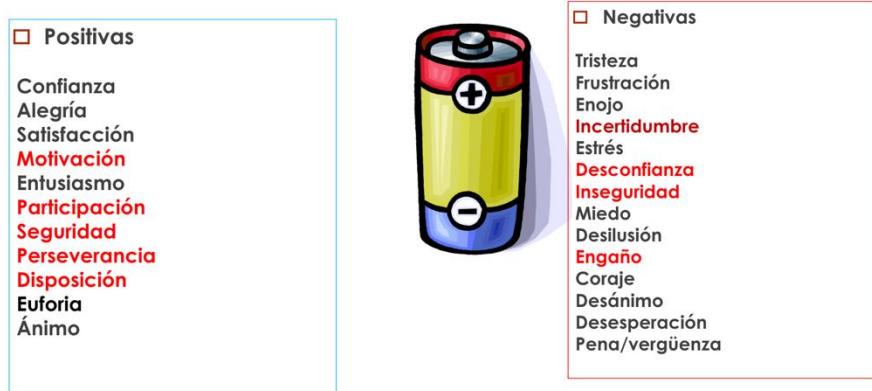 Positivas
Confianza
Alegría
Satisfacción
Motivación
Entusiasmo
Participación
Seguridad
Perseverancia
Disposición
Euforia
Ánimo
+
-
Negativas
Tristeza
Frustración
Enojo
Incertidumbre
Estrés
Desconfianza
Inseguridad
Miedo
Desilusión
Engaño
Coraje
Desánimo
Desesperación
Pena/vergüenza